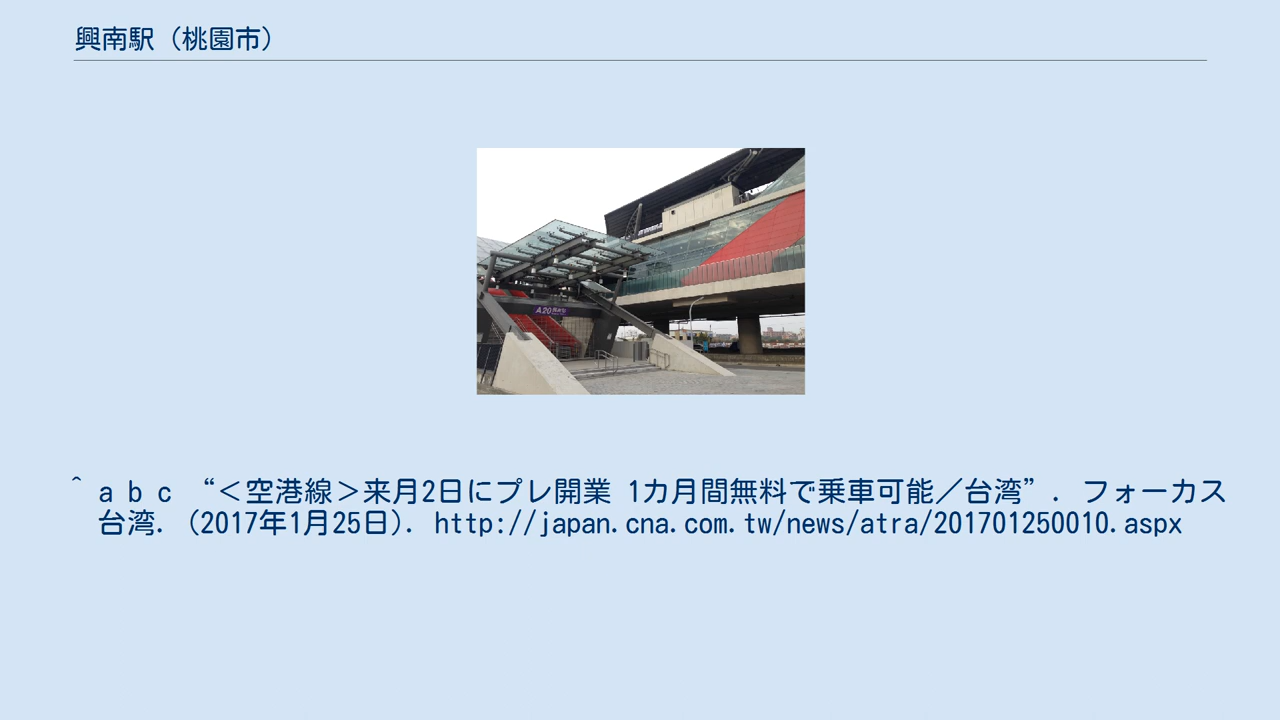 興南駅（桃園市）
A20
^ a b c “＜空港線＞来月2日にプレ開業 1カ月間無料で乗車可能／台湾”. フォーカス
台湾. (2017年1月25日). http://japan.cna.com.tw/news/atra/201701250010.aspx